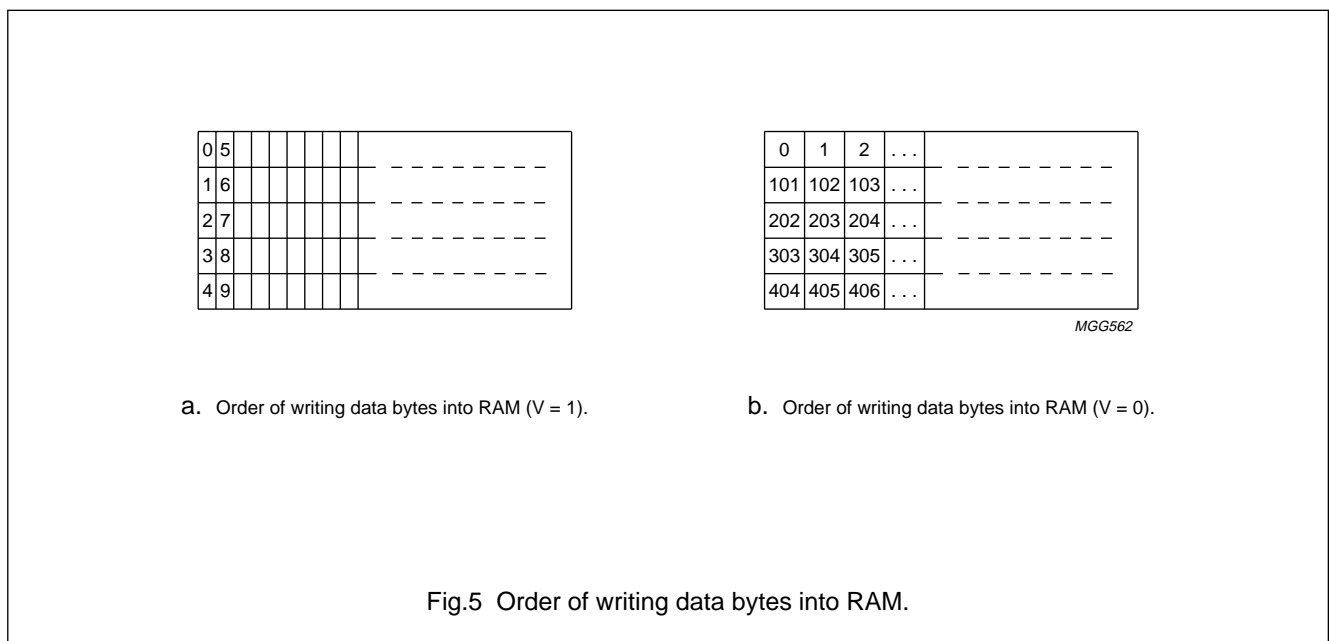 0 5
1 6
2 7
3 8
4 9
0 1 2 ...
101 102 103 ...
202 203 204 ...
303 304 305 ...
404 405 406 ...
MGG562
a. Order of writing data bytes into RAM (V = 1).
b. Order of writing data bytes into RAM (V = 0).
Fig.5 Order of writing data bytes into RAM.